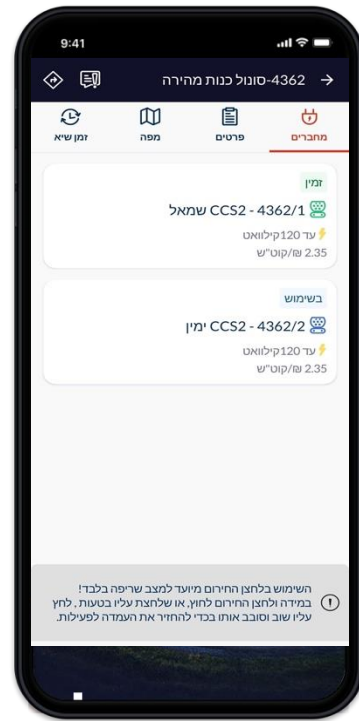 9:41
4362-סונול כנות מהירה
מחברים
פרטים
מפה
זמן שיא
זמין
CCS2 - 4362/1 שמאל
עד 120קילוואט
2.35 ₪/קוט"ש
בשימוש
CCS2 - 4362/2 ימין
עד 120קילוואט
2.35 ₪/קוט"ש
השימוש בלחצן החירום מיועד למצב שריפה בלבד!
במידה ולחצן החירום לחוץ, או שלחצת עליו בטעות , לחץ
עליו שוב וסובב אותו בכדי להחזיר את העמדה לפעילות.